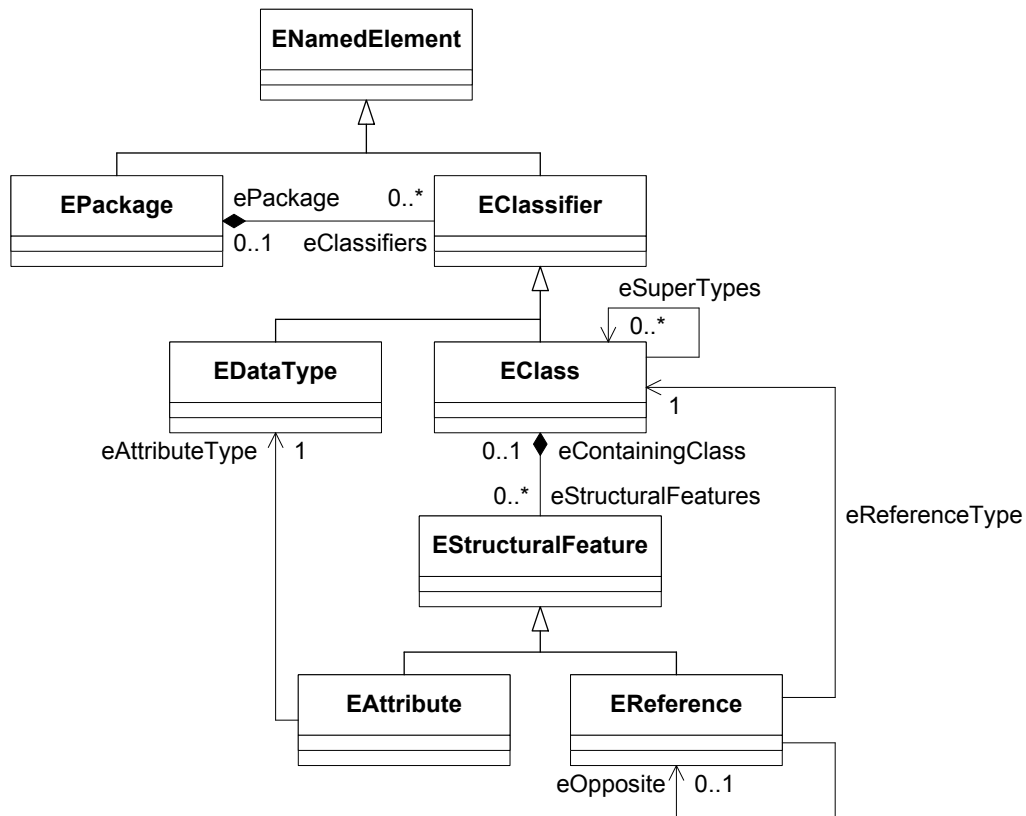 ENamedElement
EPackage
ePackage
0..*
EClassifier
0..1
eClassifiers
eSuperTypes
0..*
EDataType
EClass
1
eAttributeType
1
0..1
eContainingClass
0..*
eStructuralFeatures
eReferenceType
EStructuralFeature
EAttribute
EReference
eOpposite
0..1